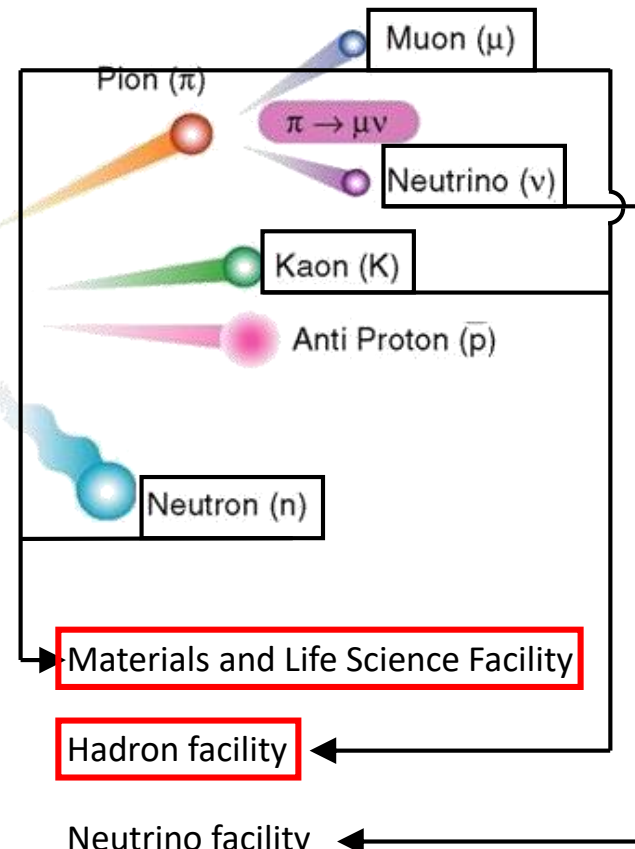 Muon (μ)
Pion (π)
π → μν
Neutrino (ν)
Kaon (K)
Anti Proton (p̅)
Neutron (n)
Materials and Life Science Facility
Hadron facility
Neutrino facility